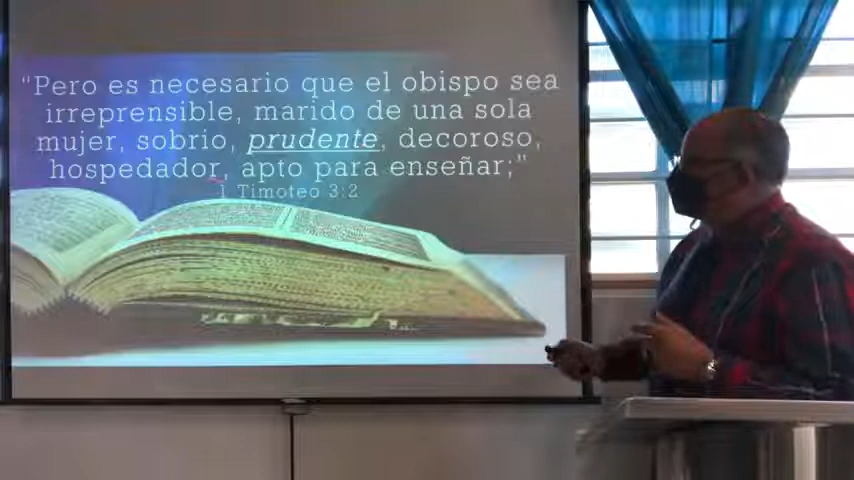 "Pero es necesario que el obispo sea
irreprensible, marido de una sola
mujer, sobrio, prudente, decoroso,
hospedador, apto para enseñar;"
1 Timoteo 3:2